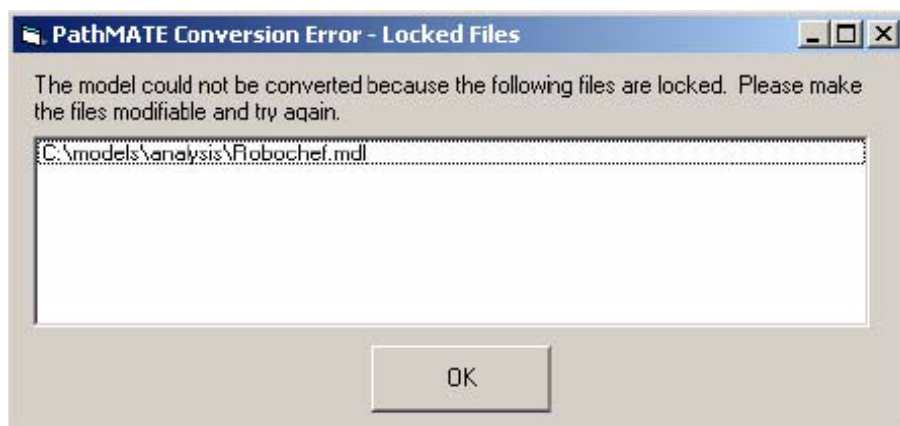 PathMATE Conversion Error - Locked Files
The model could not be converted because the following files are locked. Please make
the files modifiable and try again.
C:\models\analysis\Robochef.mdl
OK